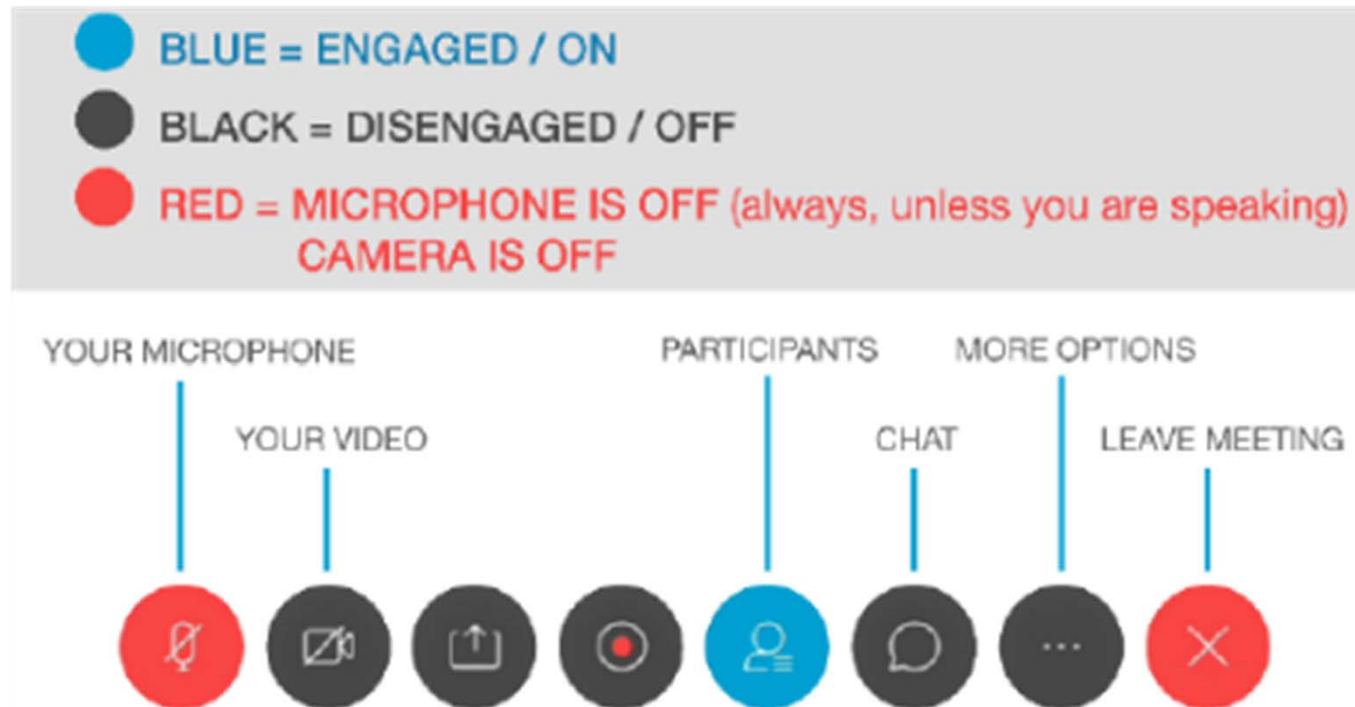 BLUE = ENGAGED / ON
BLACK = DISENGAGED / OFF
RED = MICROPHONE IS OFF (always, unless you are speaking)
CAMERA IS OFF
YOUR MICROPHONE
PARTICIPANTS
MORE OPTIONS
YOUR VIDEO
CHAT
LEAVE MEETING